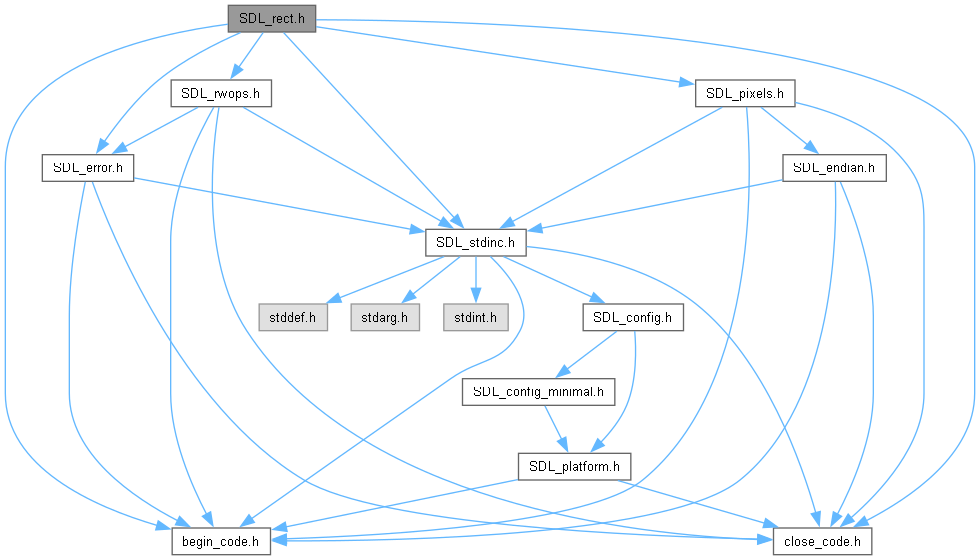 SDL_rect.h
SDL_rwops.h
SDL_pixels.h
SDL_error.h
SDL_endian.h
SDL_stdinc.h
stddef.h
stdarg.h
stdint.h
SDL_config.h
SDL_config_minimal.h
SDL_platform.h
begin_code.h
close_code.h